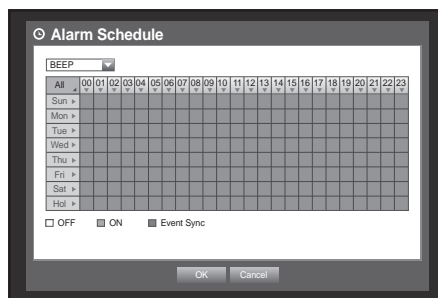 Alarm Schedule
BEEP
All 00 01 02 03 04 05 06 07 08 09 10 11 12 13 14 15 16 17 18 19 20 21 22 23
Sun
Mon
Tue
Wed
Thu
Fri
Sat
Hol
OFF ON Event Sync
OK Cancel